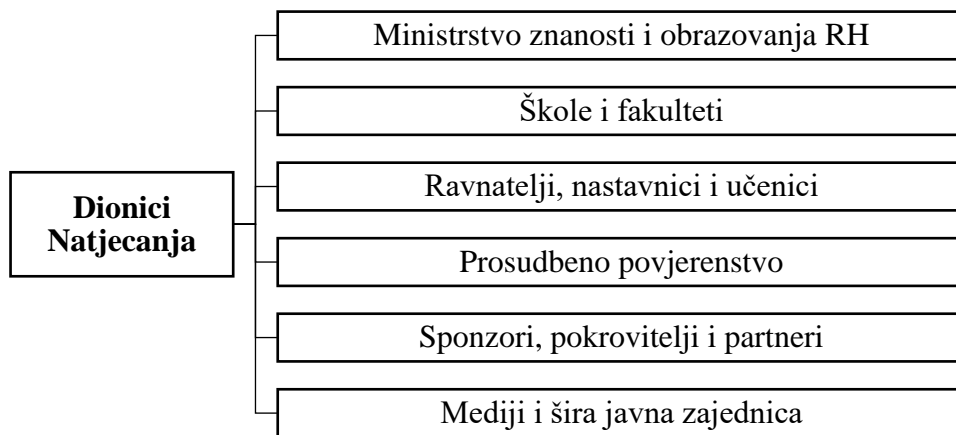 Ministrstvo znanosti i obrazovanja RH
Škole i fakulteti
Ravnatelji, nastavnici i učenici
Dionici
Natjecanja
Prosudbeno povjerenstvo
Sponzori, pokrovitelji i partneri
Mediji i šira javna zajednica